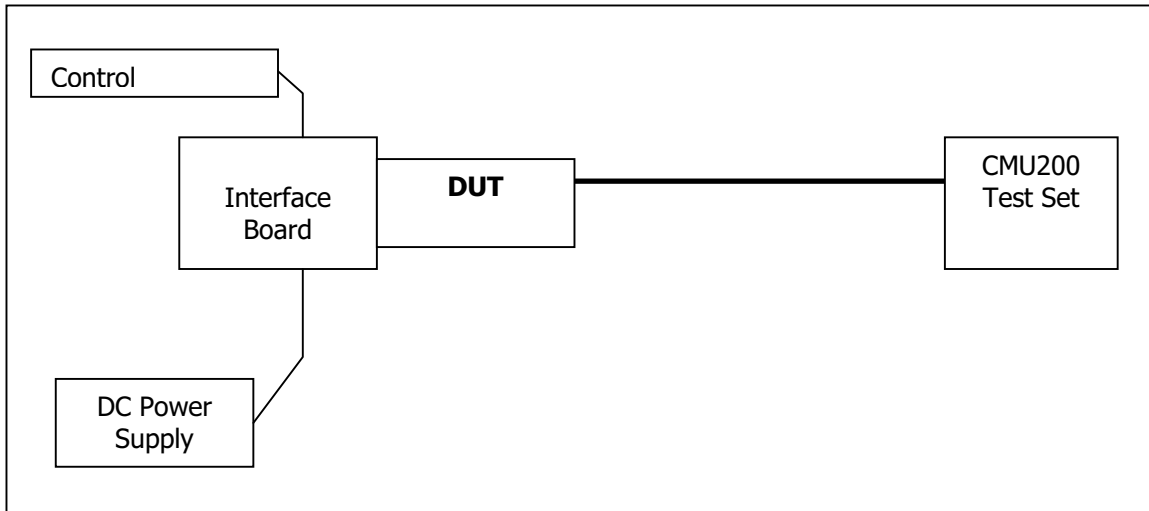 Control
Interface
Board
DUT
CMU200
Test Set
DC Power
Supply